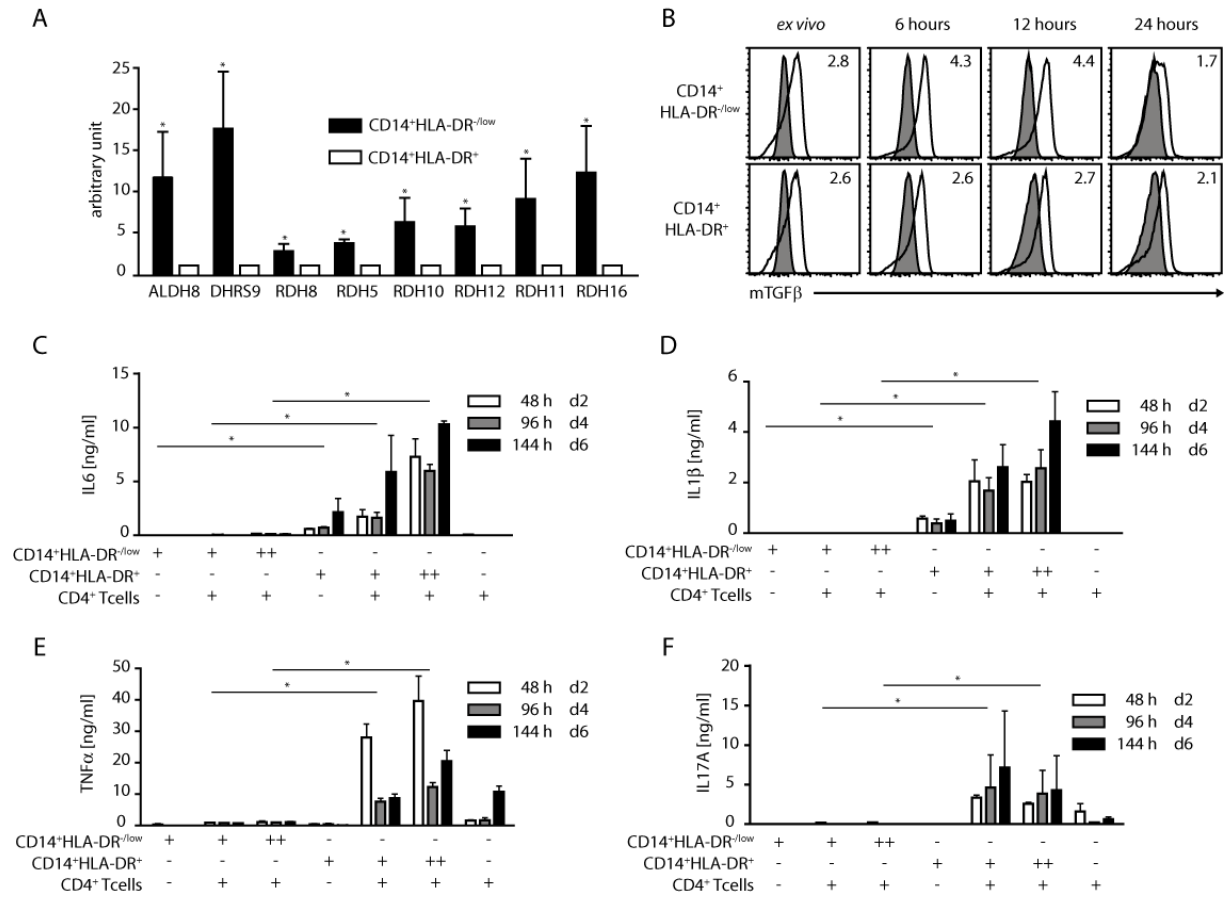 A
25
20
15
10
5
0
arbitrary unit
*
*
*
*
*
*
*
*
CD14⁺HLA-DR⁻/ˡᵒʷ
CD14⁺HLA-DR⁺
ALDH8 DHRS9 RDH8 RDH5 RDH10 RDH12 RDH11 RDH16
B
ex vivo 6 hours 12 hours 24 hours
CD14⁺
HLA-DR⁻/ˡᵒʷ
2.8 4.3 4.4 1.7
CD14⁺
HLA-DR⁺
2.6 2.6 2.7 2.1
mTGFβ
C
15
10
5
0
IL6 [ng/ml]
*
*
*
48 h d2
96 h d4
144 h d6
CD14⁺HLA-DR⁻/ˡᵒʷ + + ++ - - - -
CD14⁺HLA-DR⁺ - - - + + ++ -
CD4⁺ Tcells - + + - + + +
D
6
4
2
0
IL1β [ng/ml]
*
*
*
48 h d2
96 h d4
144 h d6
CD14⁺HLA-DR⁻/ˡᵒʷ + + ++ - - - -
CD14⁺HLA-DR⁺ - - - + + ++ -
CD4⁺ Tcells - + + - + + +
E
50
40
30
20
10
0
TNFα [ng/ml]
*
*
48 h d2
96 h d4
144 h d6
CD14⁺HLA-DR⁻/ˡᵒʷ + + ++ - - - -
CD14⁺HLA-DR⁺ - - - + + ++ -
CD4⁺ Tcells - + + - + + +
F
15
10
5
0
IL17A [ng/ml]
*
*
48 h d2
96 h d4
144 h d6
CD14⁺HLA-DR⁻/ˡᵒʷ + + ++ - - - -
CD14⁺HLA-DR⁺ - - - + + ++ -
CD4⁺ Tcells - + + - + + +